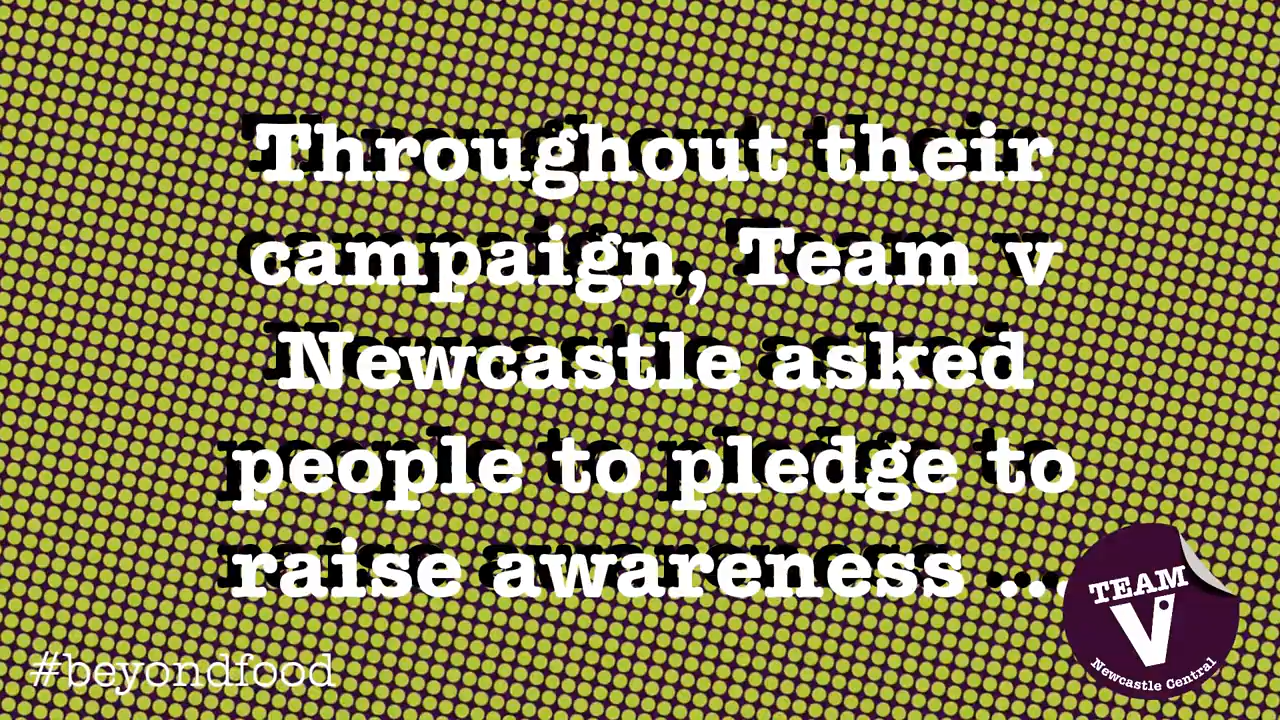 Throughout their
campaign, Team v
Newcastle asked
people to pledge to
raise awareness ...
#beyondfood
TEAM
V
Newcastle Central